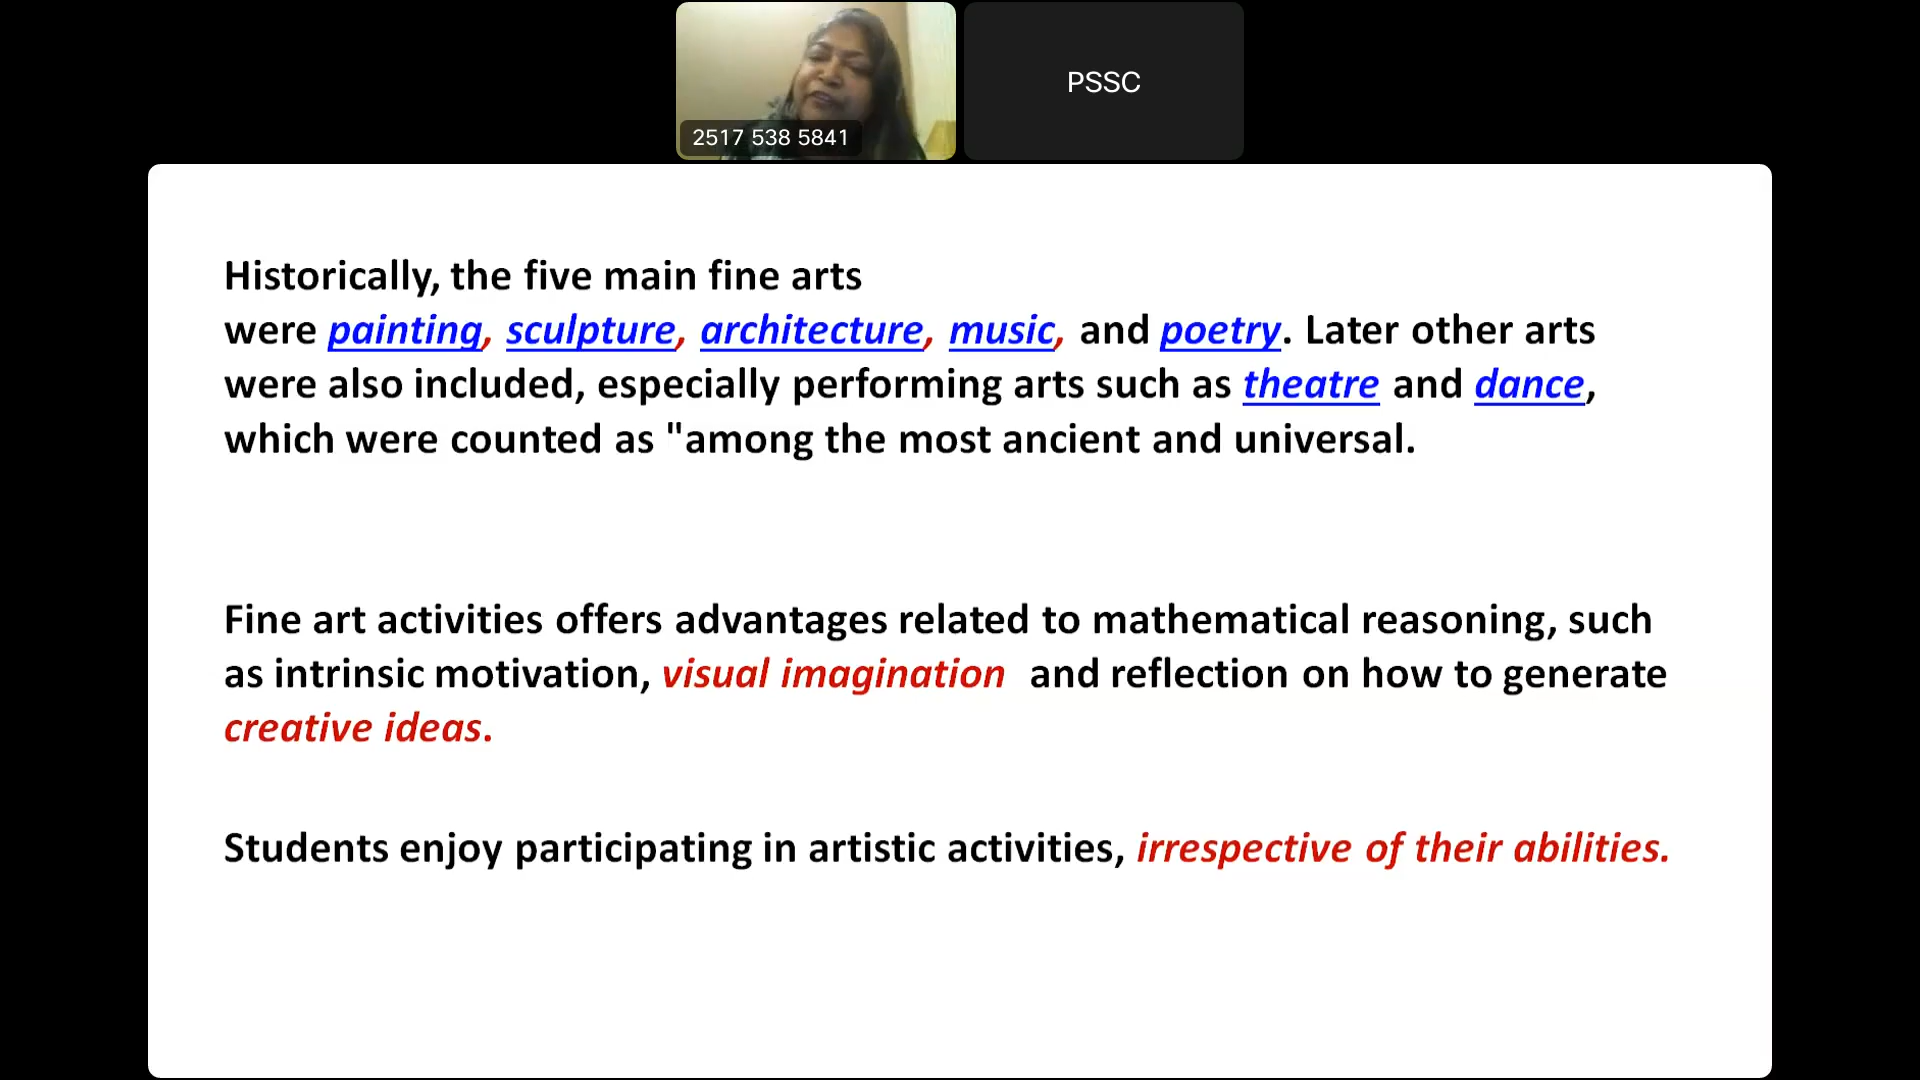 2517 538 5841
PSSC
Historically, the five main fine arts
were painting, sculpture, architecture, music, and poetry. Later other arts
were also included, especially performing arts such as theatre and dance,
which were counted as "among the most ancient and universal.
Fine art activities offers advantages related to mathematical reasoning, such
as intrinsic motivation, visual imagination and reflection on how to generate
creative ideas.
Students enjoy participating in artistic activities, irrespective of their abilities.